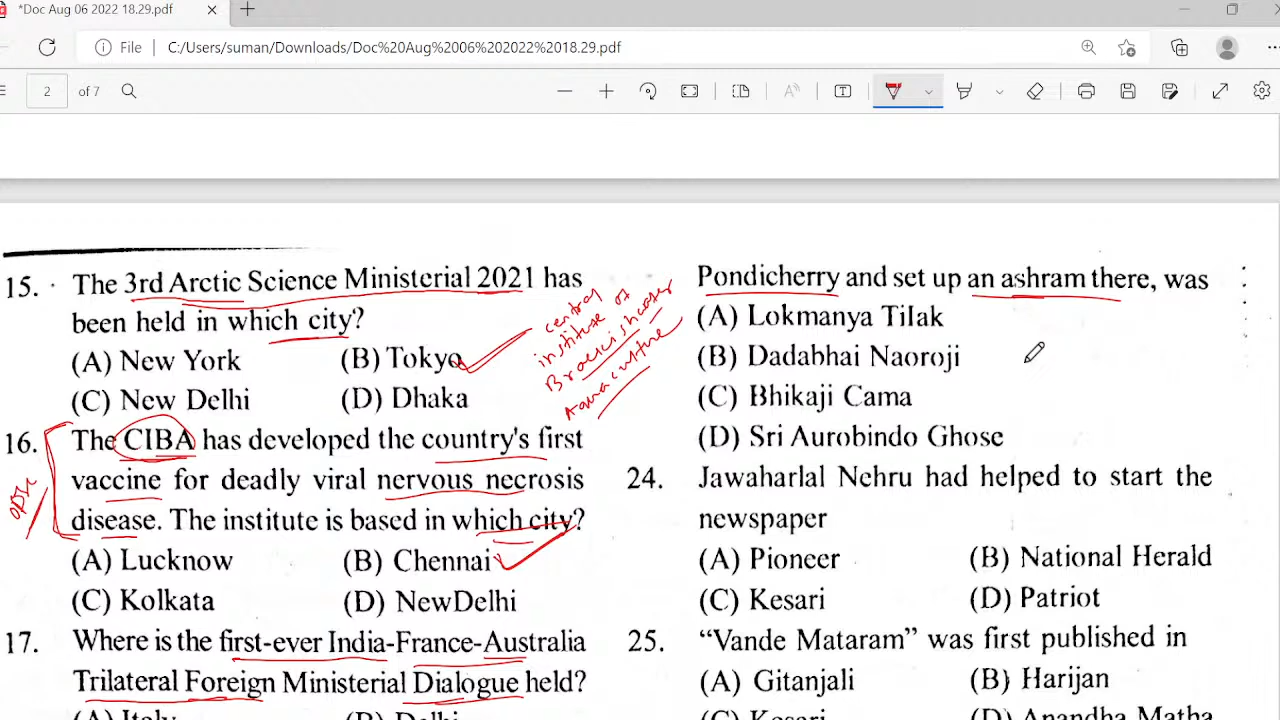 *Doc Aug 06 2022 18.29.pdf
File C:/Users/suman/Downloads/Doc%20Aug%2006%202022%2018.29.pdf
2 of 7
15. The 3rd Arctic Science Ministerial 2021 has
been held in which city?
(A) New York (B) Tokyo
(C) New Delhi (D) Dhaka
central
institute of
aquaculture
16. The CIBA has developed the country's first
vaccine for deadly viral nervous necrosis
disease. The institute is based in which city?
(A) Lucknow (B) Chennai
(C) Kolkata (D) NewDelhi
17. Where is the first-ever India-France-Australia
Trilateral Foreign Ministerial Dialogue held?
(A) Italy (B) Delhi
Pondicherry and set up an ashram there, was
(A) Lokmanya Tilak
(B) Dadabhai Naoroji
(C) Bhikaji Cama
(D) Sri Aurobindo Ghose
24. Jawaharlal Nehru had helped to start the
newspaper
(A) Pioneer (B) National Herald
(C) Kesari (D) Patriot
25. “Vande Mataram” was first published in
(A) Gitanjali (B) Harijan
(C) Kesari (D) Anandha Matha